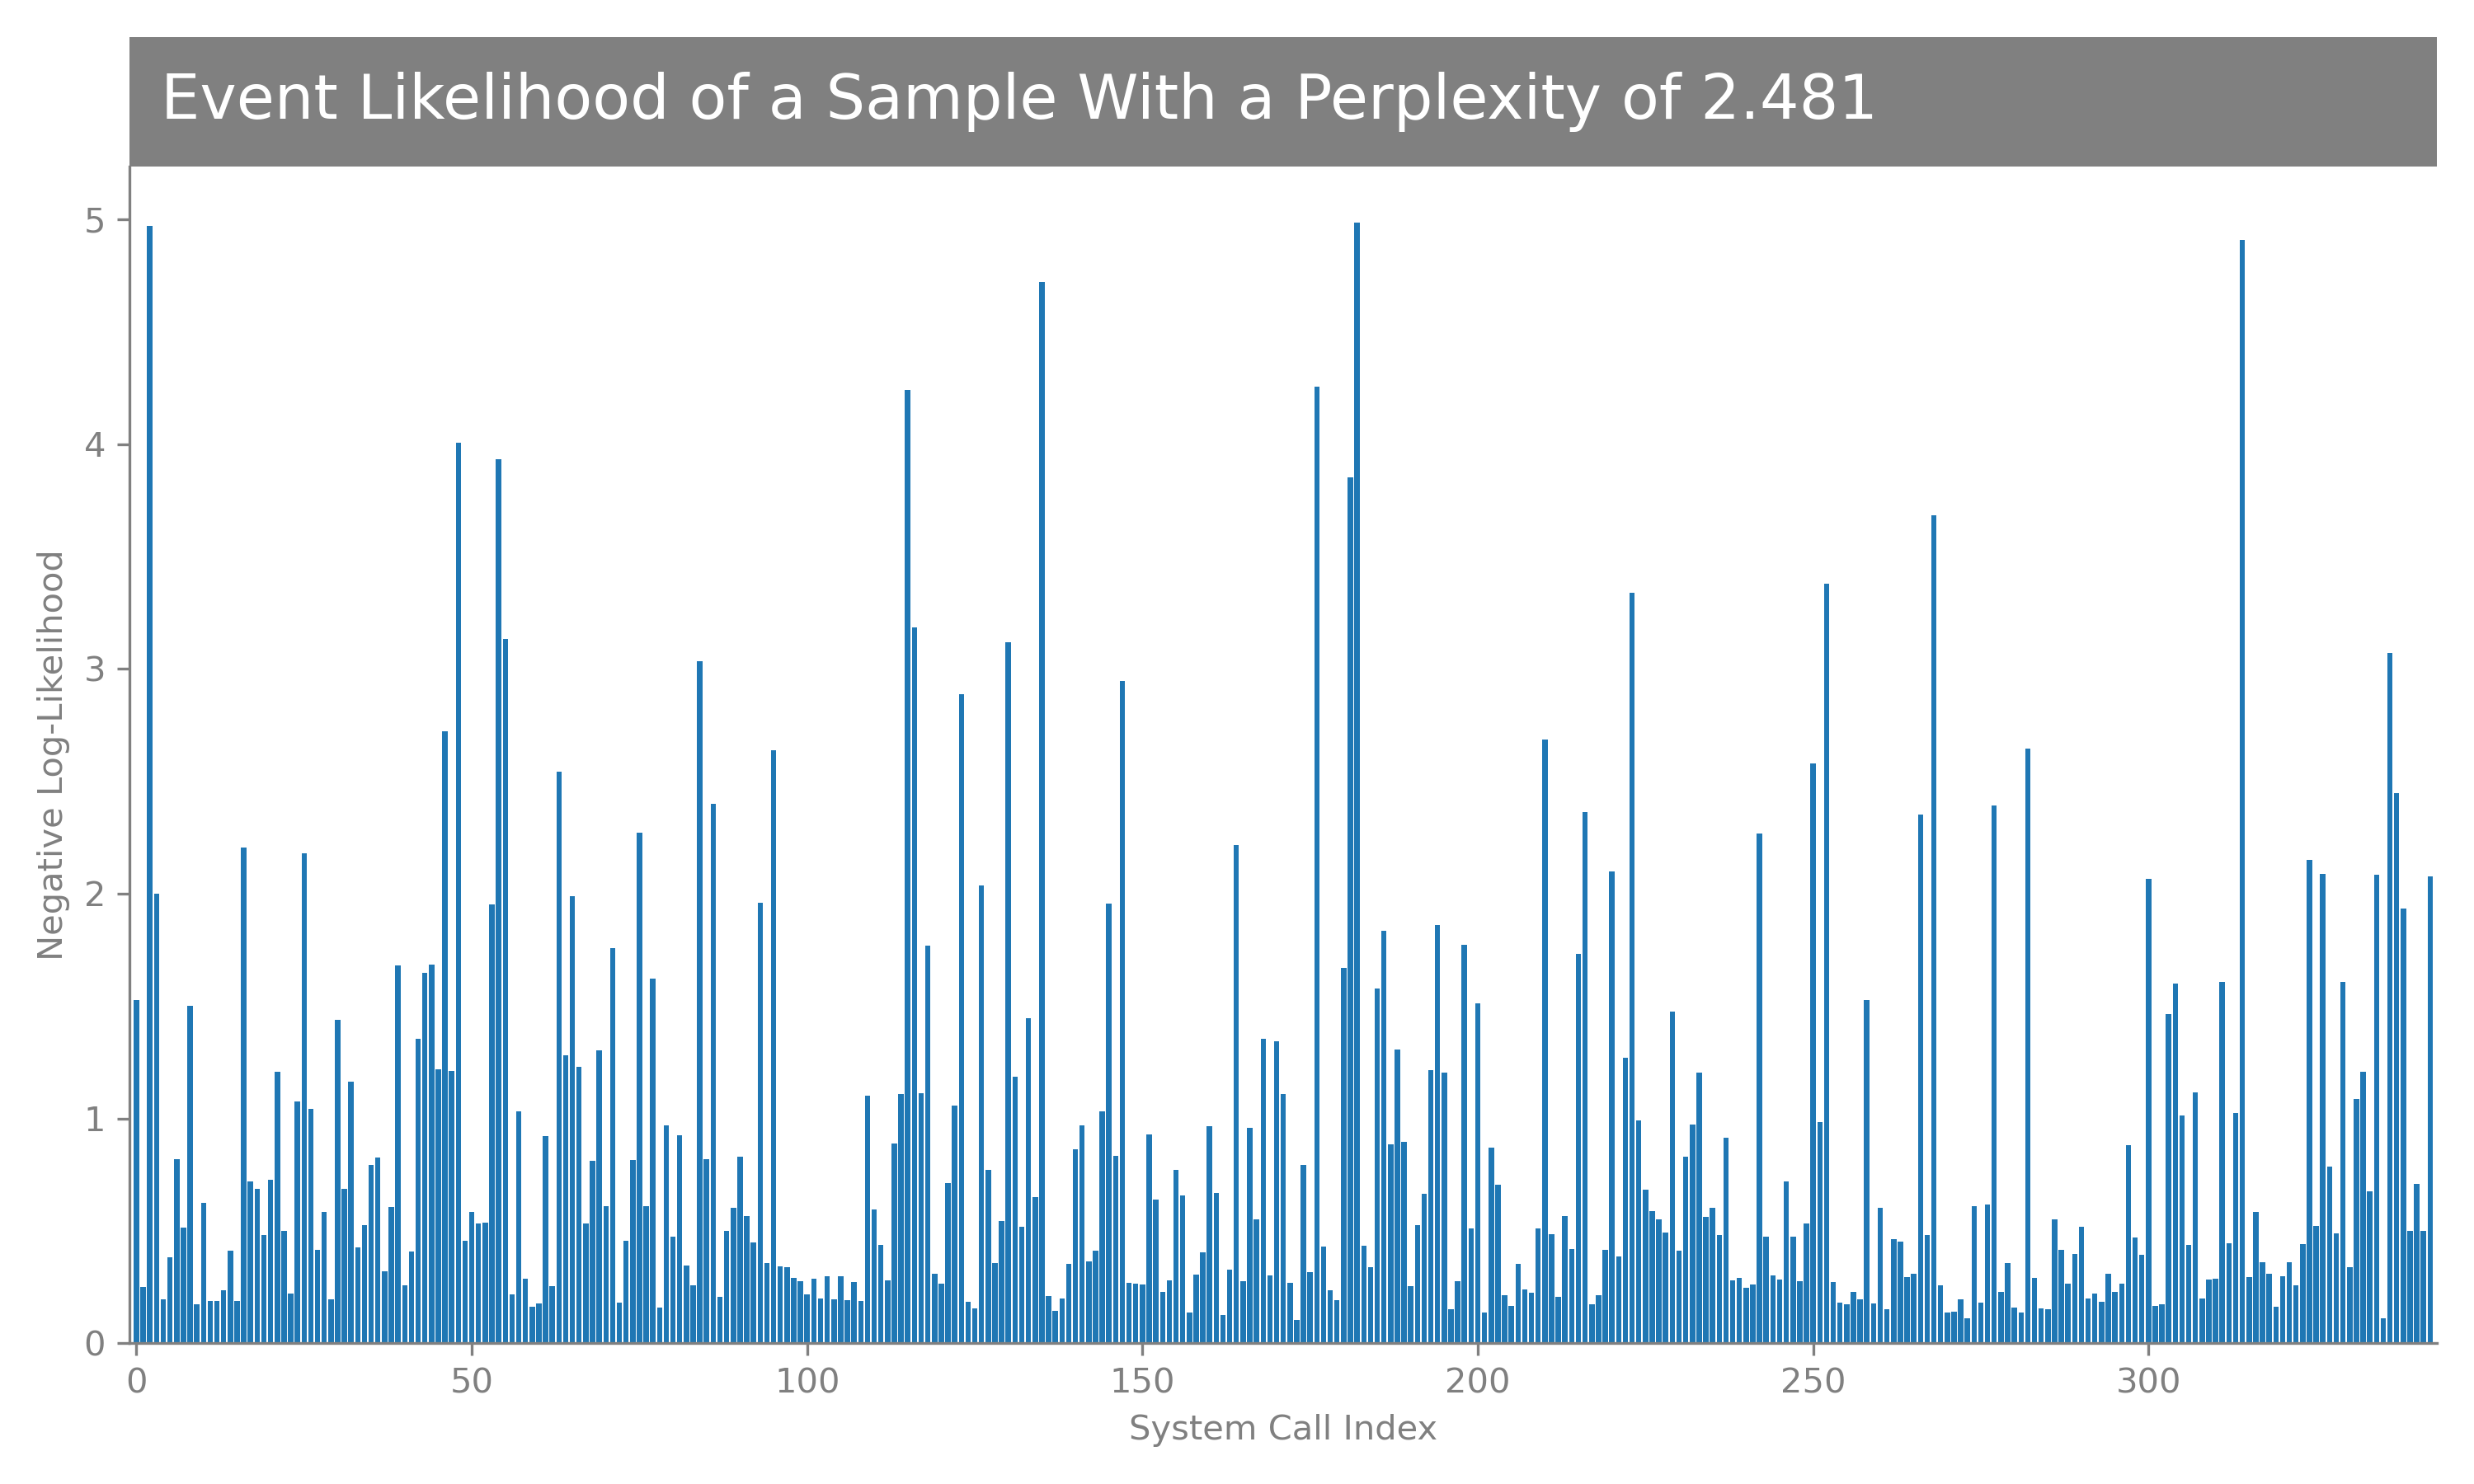 Event Likelihood of a Sample With a Perplexity of 2.481
5
4
3
2
1
0
Negative Log-Likelihood
0 50 100 150 200 250 300
System Call Index